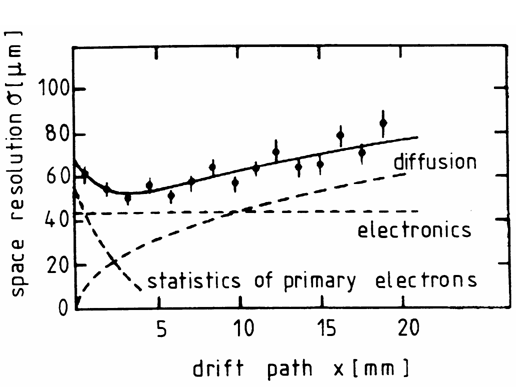 space resolution σ[μm]
100
80
60
40
20
0
diffusion
electronics
statistics of primary electrons
5 10 15 20
drift path x[mm]